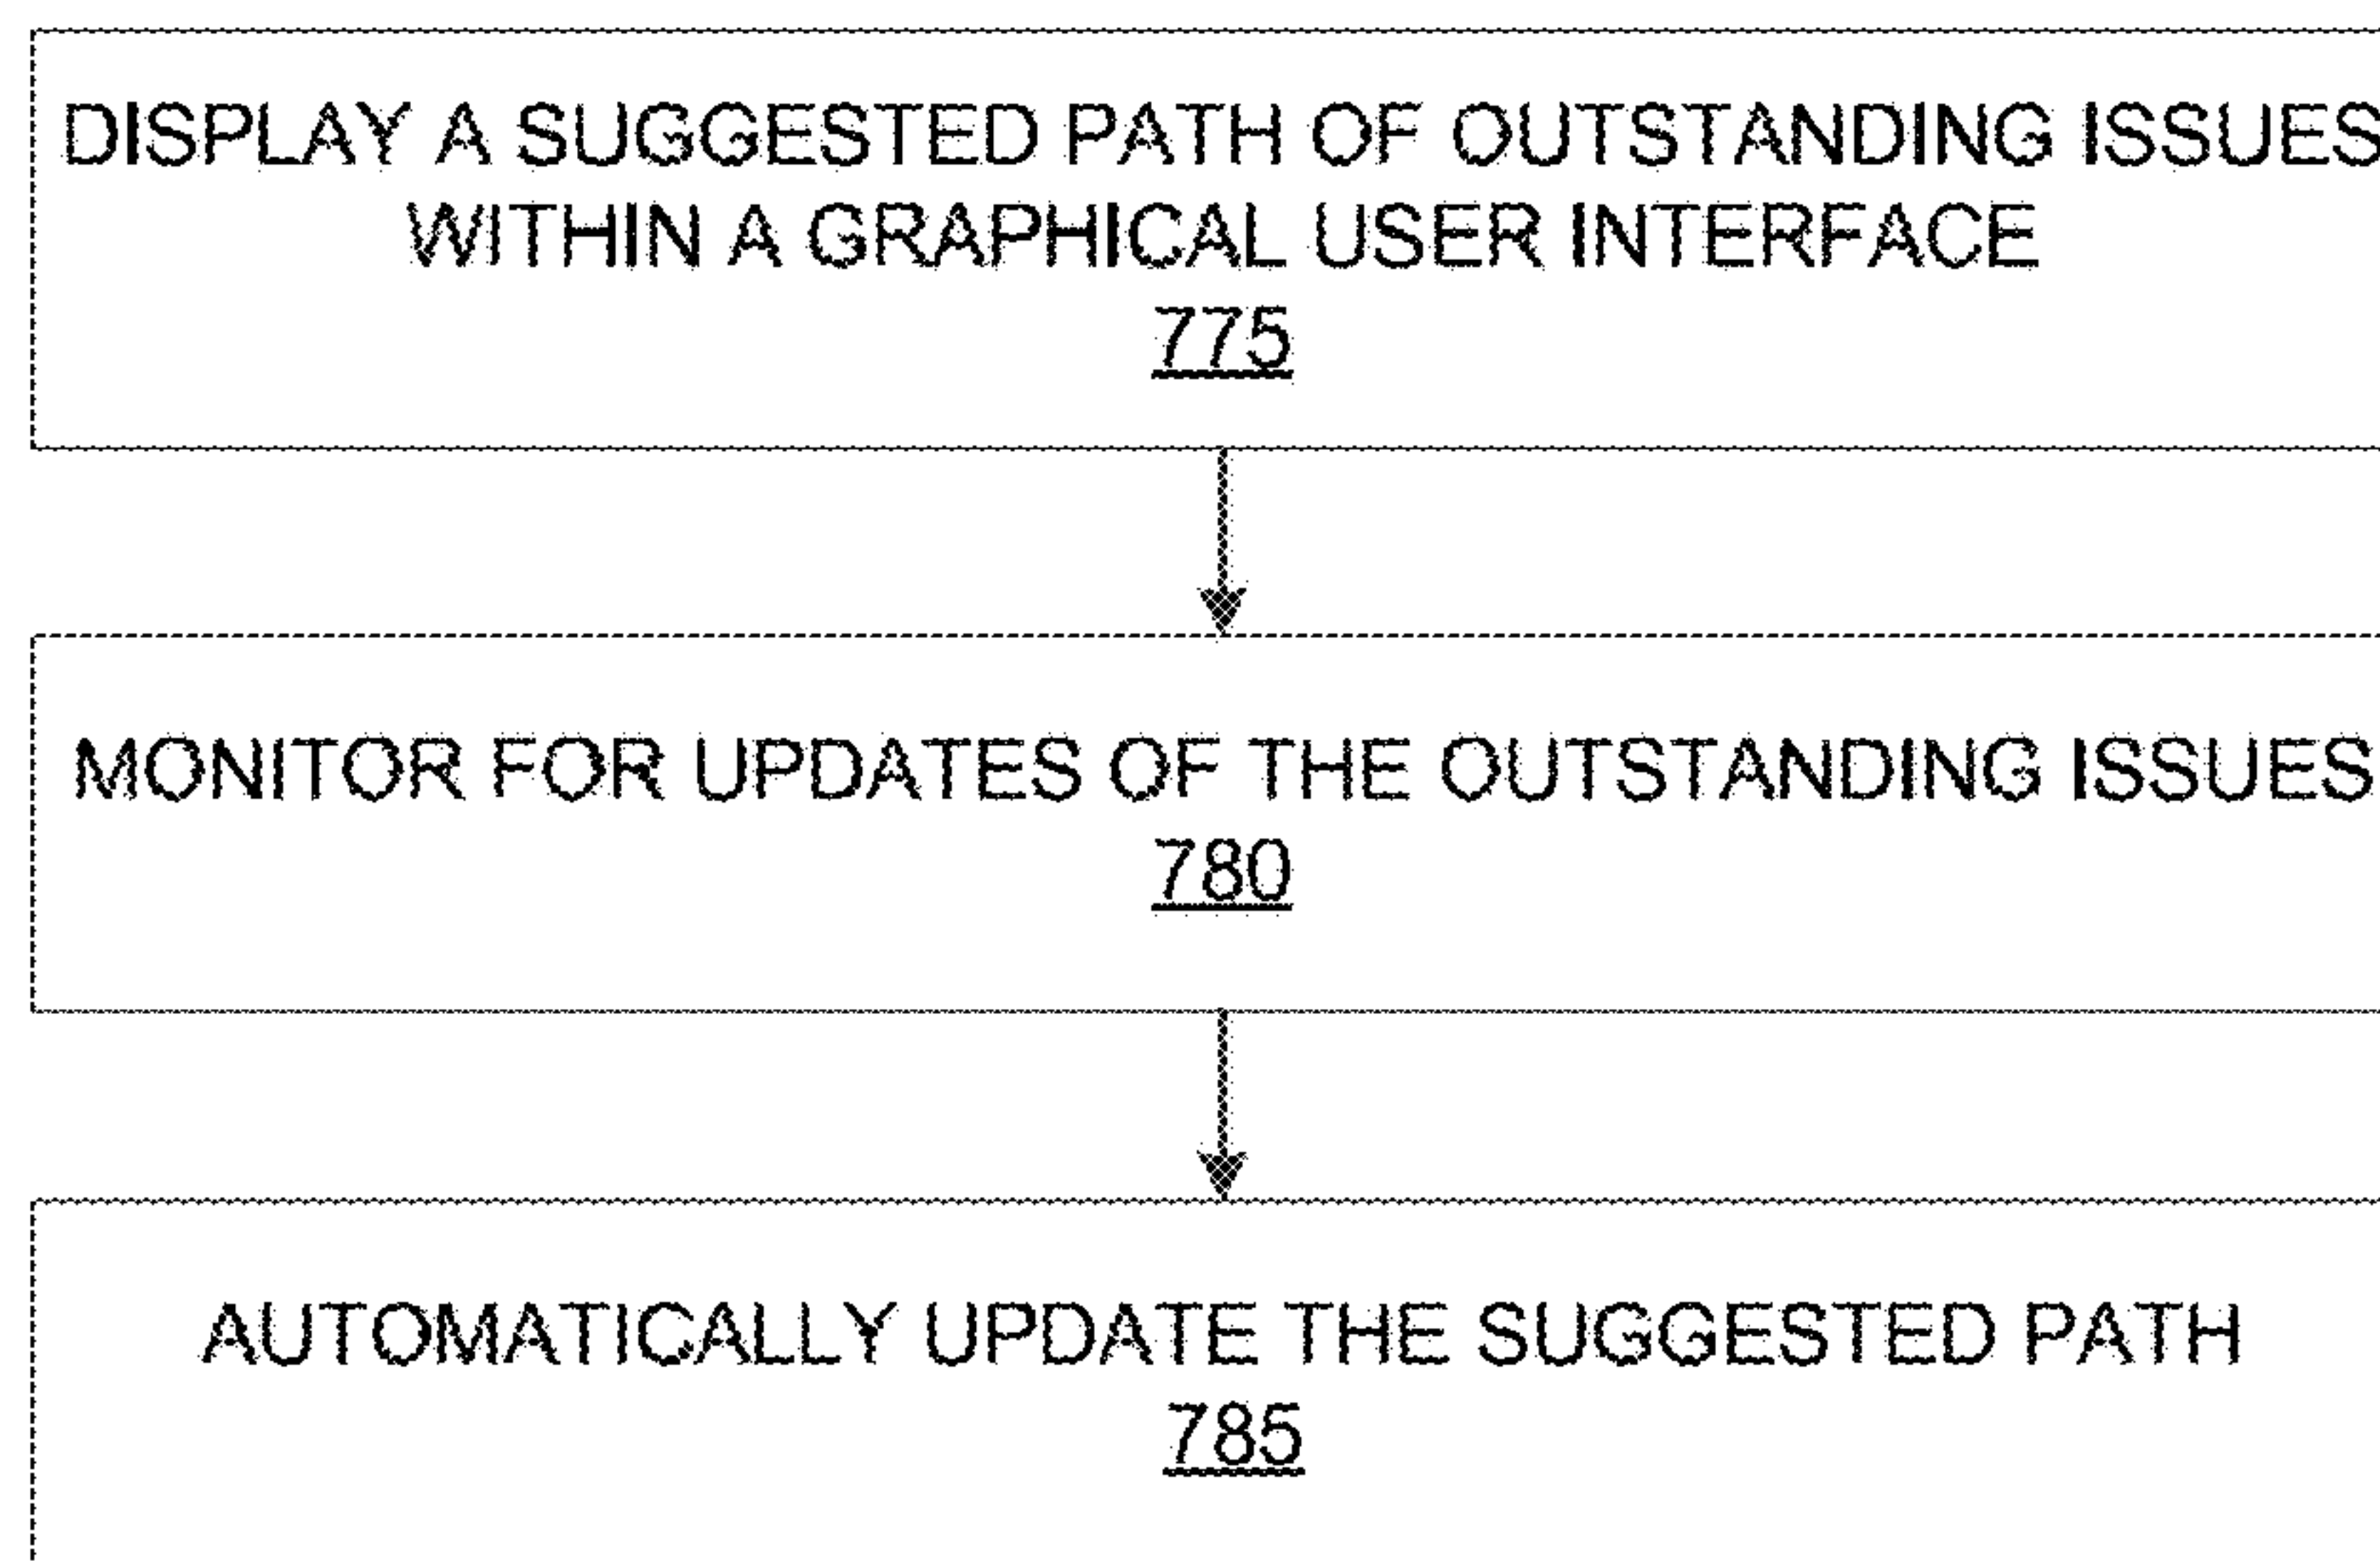 DISPLAY A SUGGESTED PATH OF OUTSTANDING ISSUES
WITHIN A GRAPHICAL USER INTERFACE
775
MONITOR FOR UPDATES OF THE OUTSTANDING ISSUES
780
AUTOMATICALLY UPDATE THE SUGGESTED PATH
785